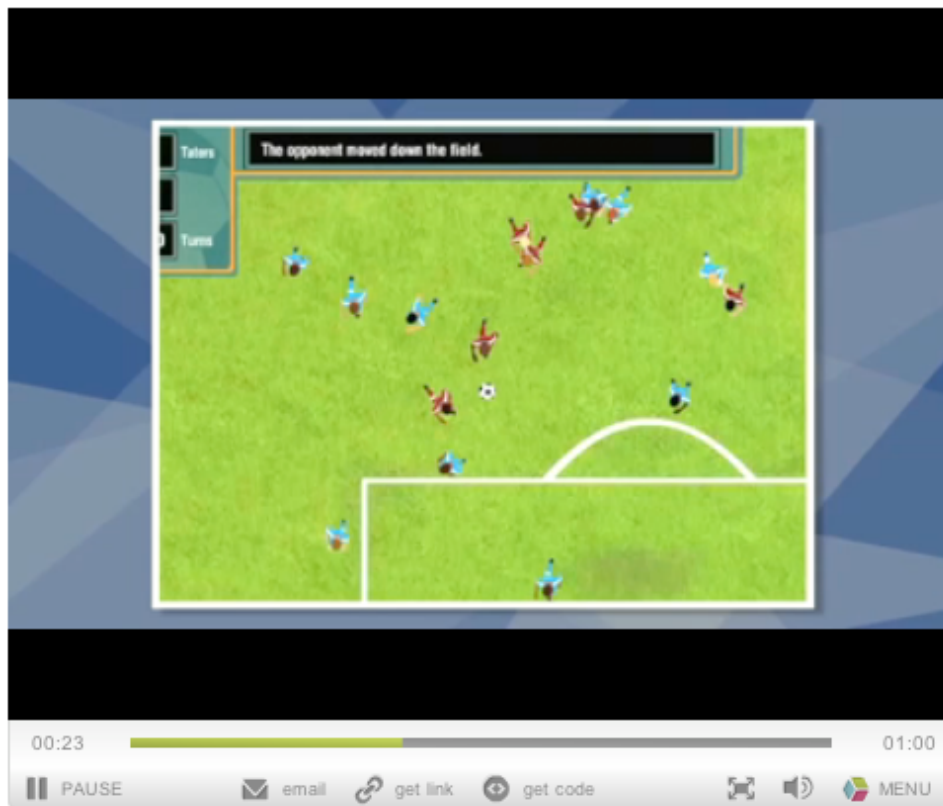 Taters
The opponent moved down the field.
0 Turns
00:23
01:00
PAUSE
email
get link
get code
MENU